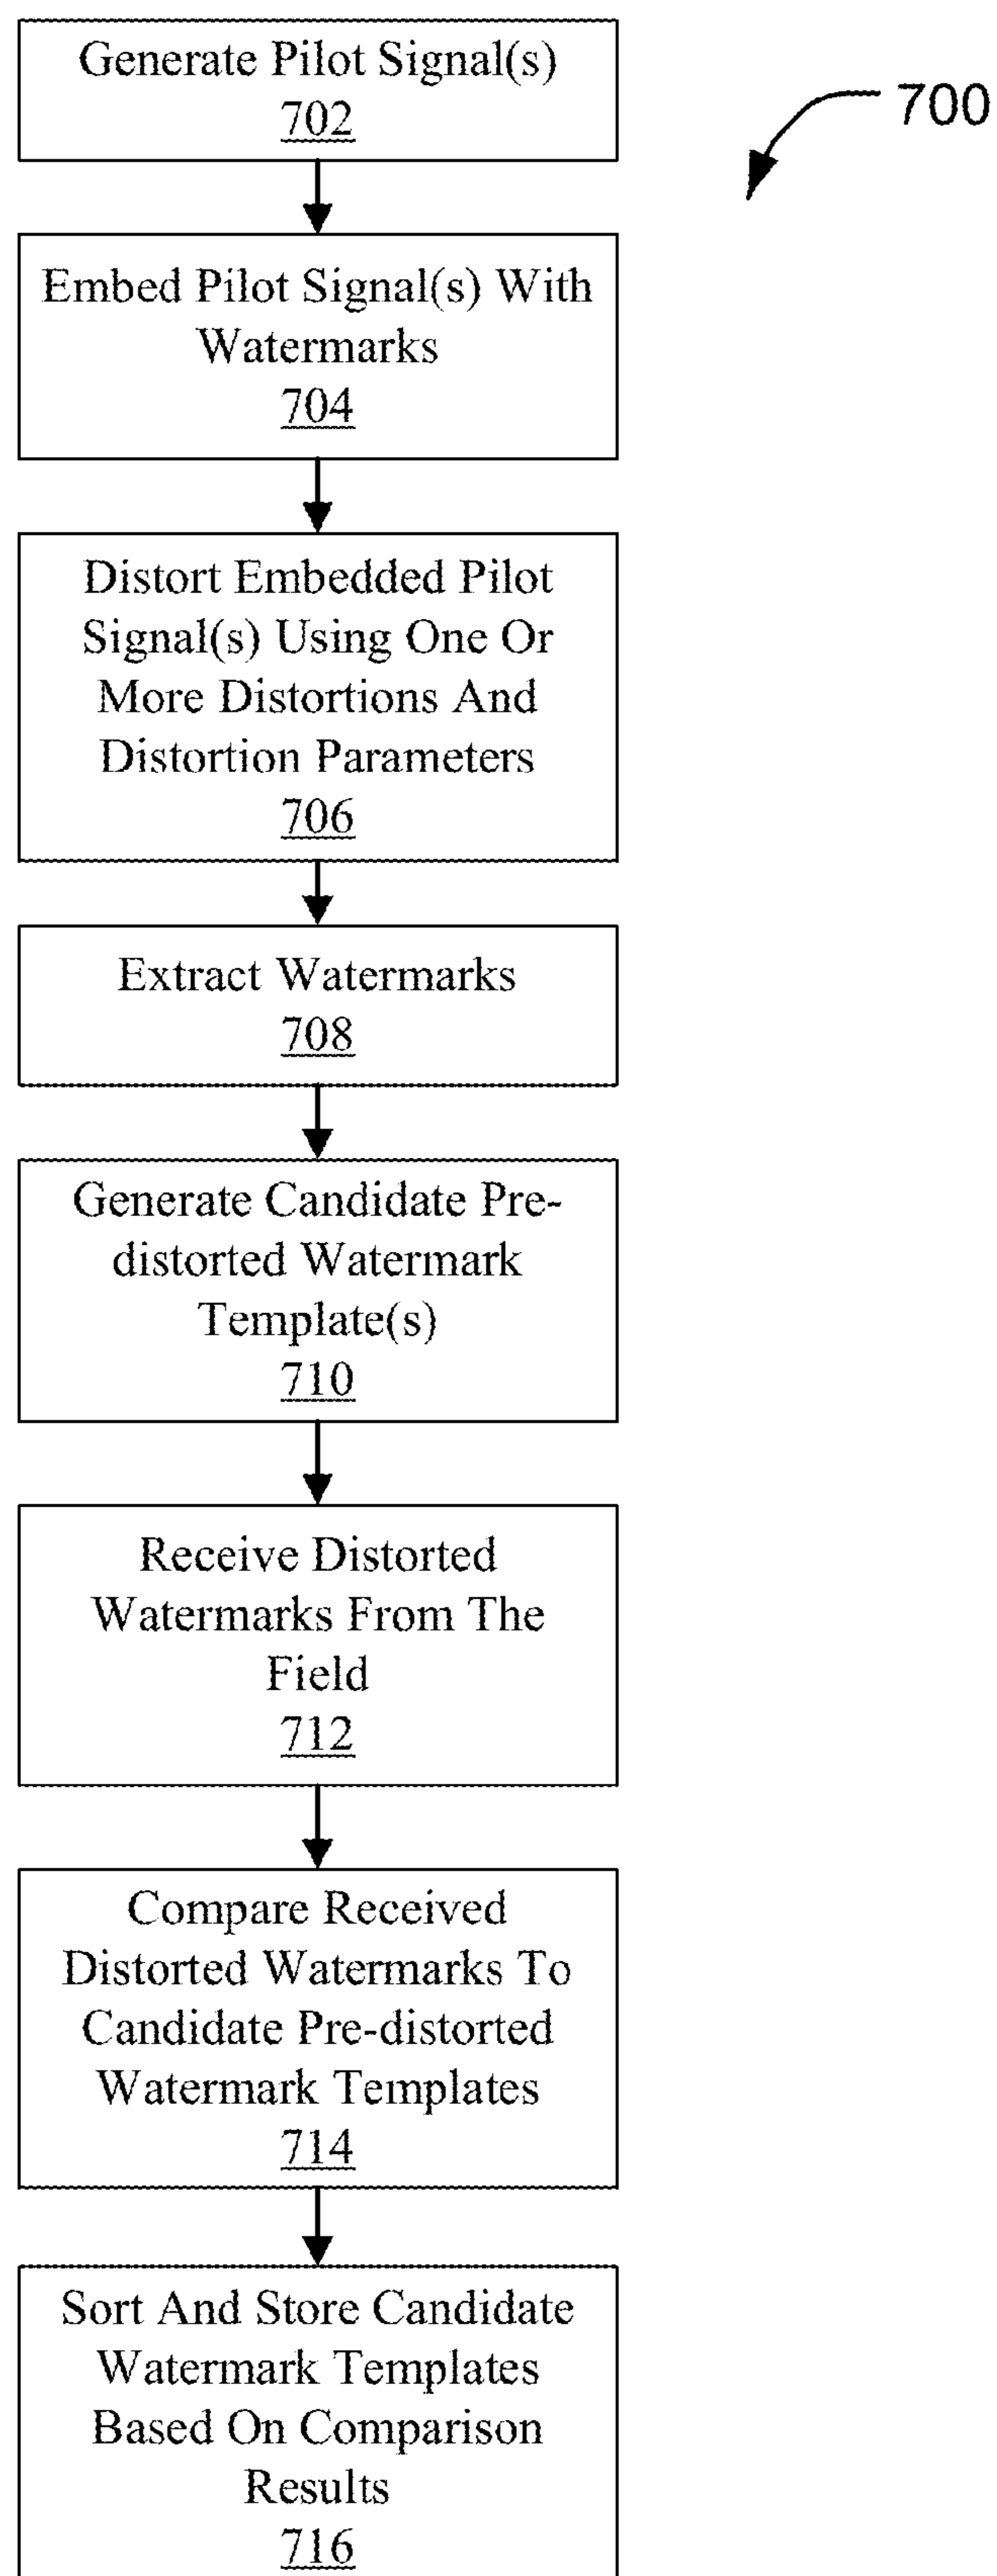 Generate Pilot Signal(s)
702
700
Embed Pilot Signal(s) With
Watermarks
704
Distort Embedded Pilot
Signal(s) Using One Or
More Distortions And
Distortion Parameters
706
Extract Watermarks
708
Generate Candidate Pre-
distorted Watermark
Template(s)
710
Receive Distorted
Watermarks From The
Field
712
Compare Received
Distorted Watermarks To
Candidate Pre-distorted
Watermark Templates
714
Sort And Store Candidate
Watermark Templates
Based On Comparison
Results
716